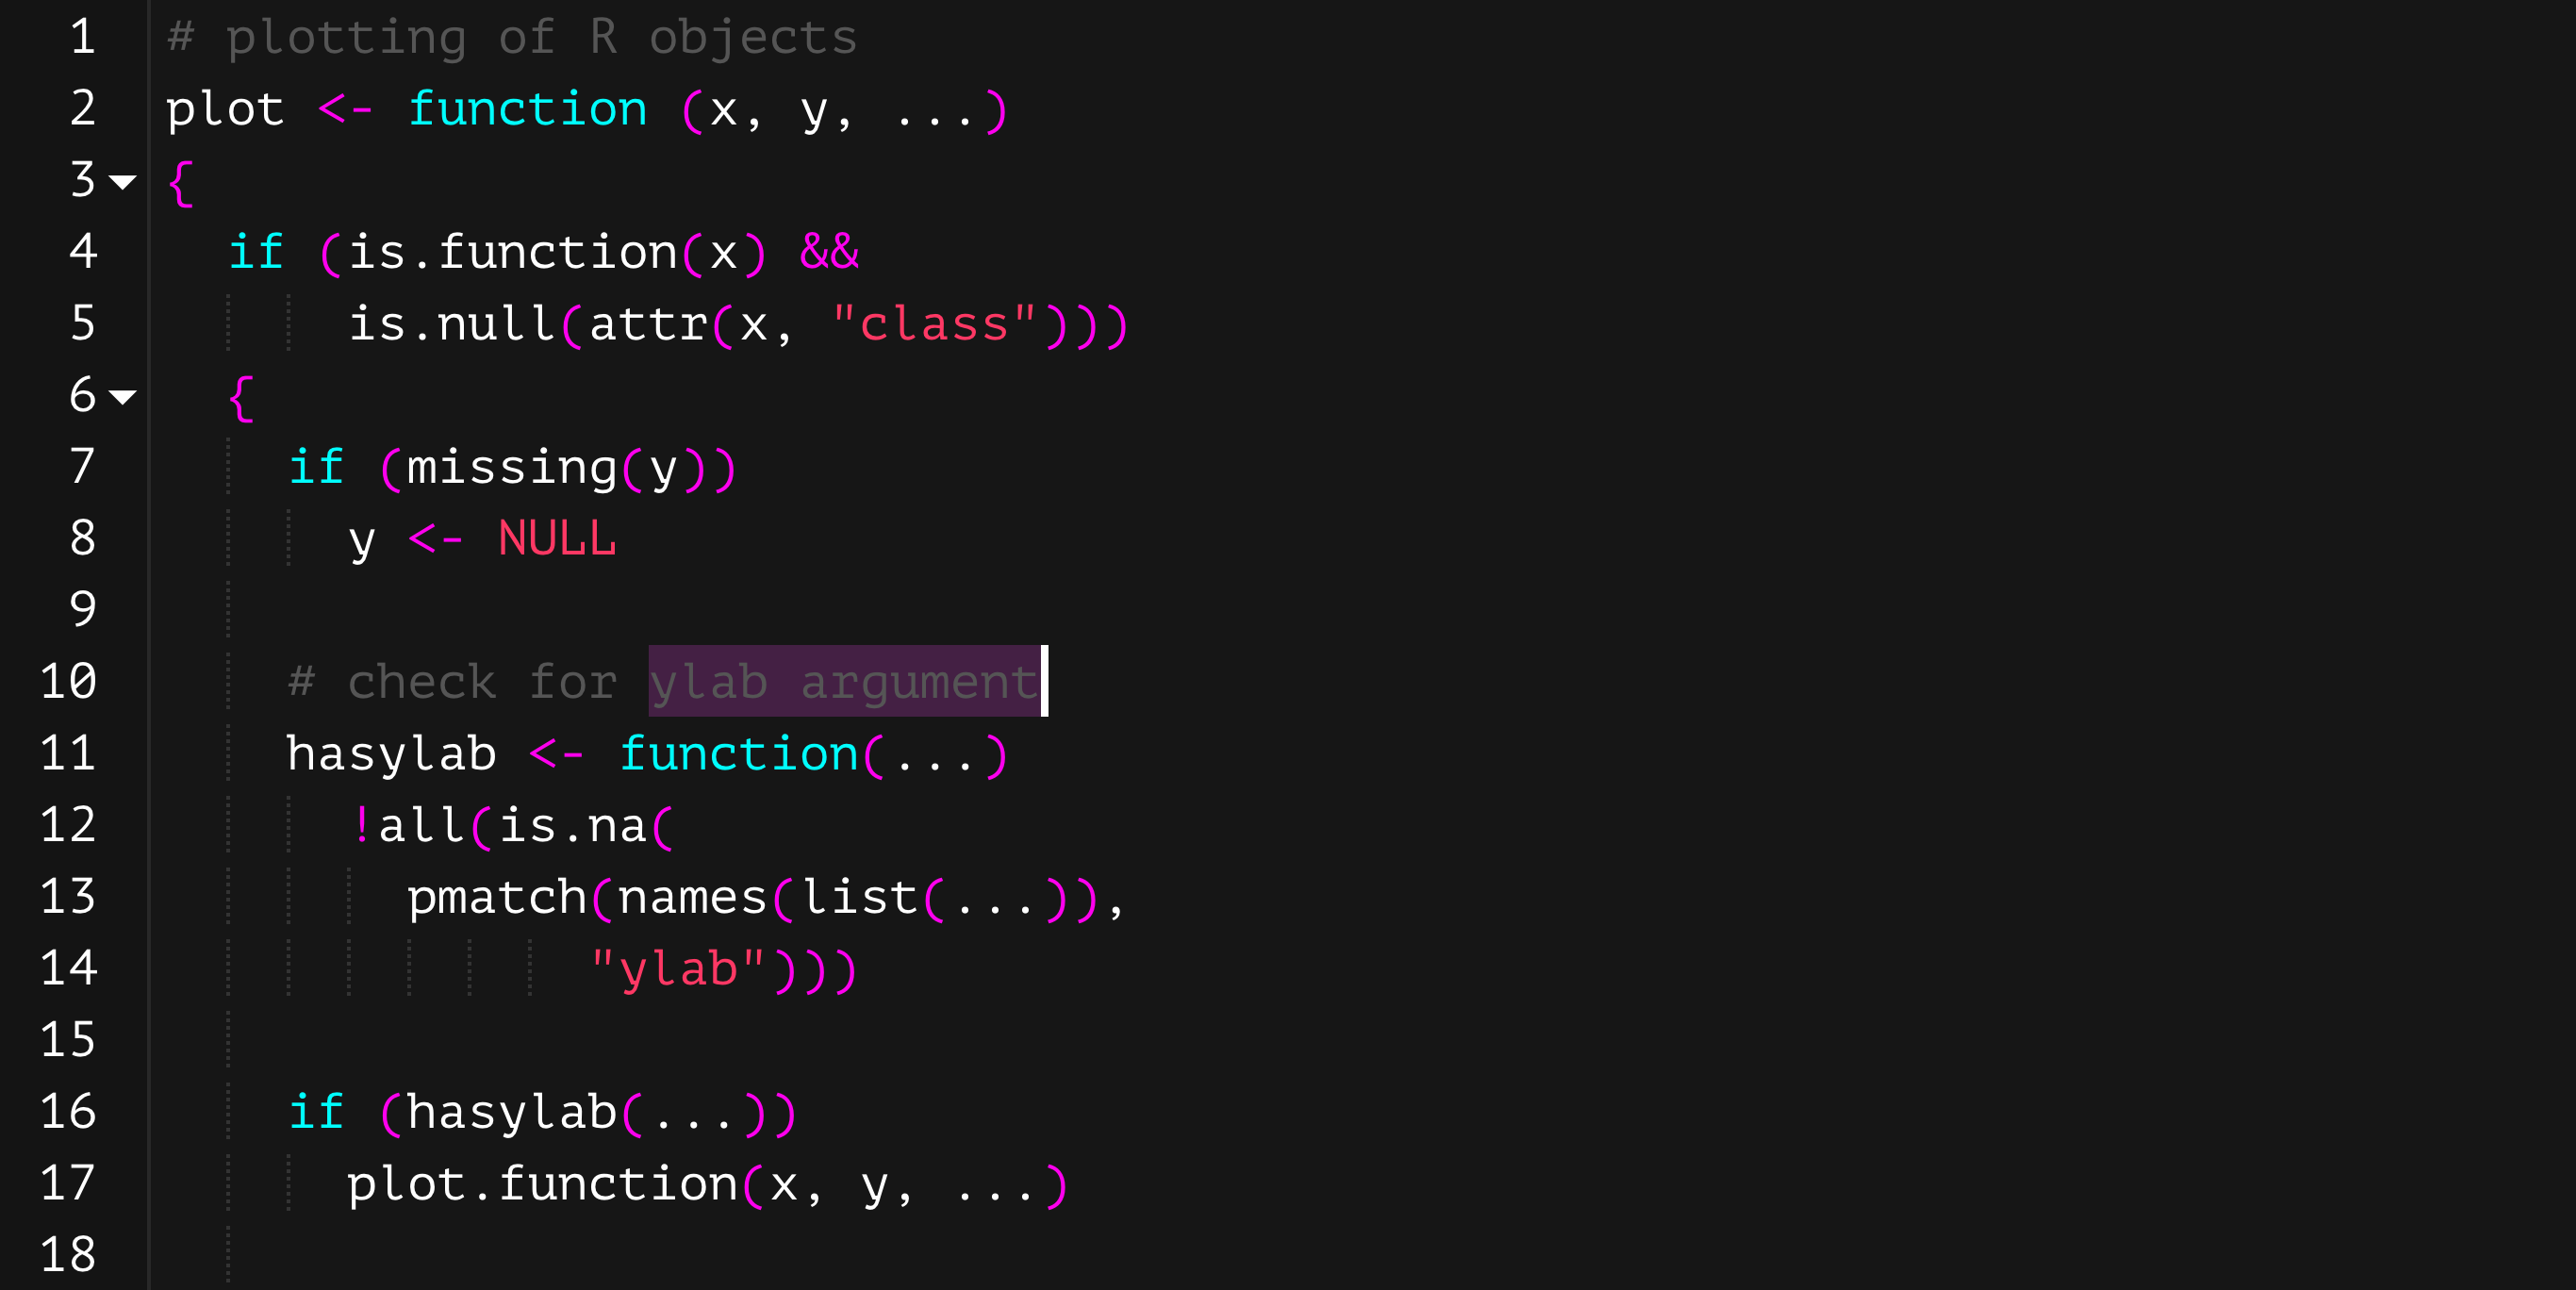 1 # plotting of R objects
2 plot <- function (x, y, ...)
3 {
4   if (is.function(x) &&
5       is.null(attr(x, "class")))
6   {
7     if (missing(y))
8       y <- NULL
9
10     # check for ylab argument
11     hasylab <- function(...)
12       !all(is.na(
13         pmatch(names(list(...)),
14               "ylab")))
15
16     if (hasylab(...))
17       plot.function(x, y, ...)
18